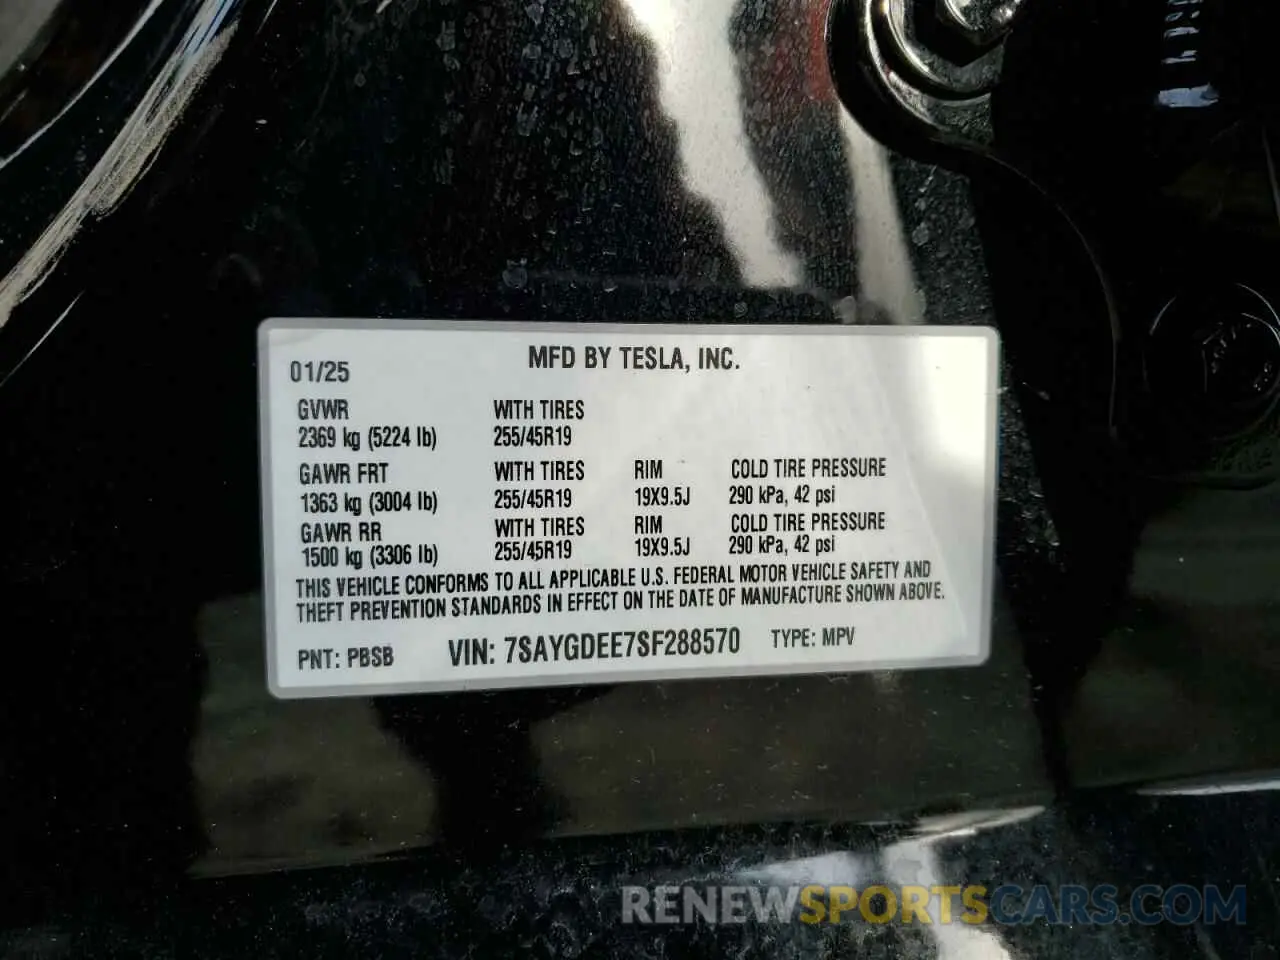 MFD BY TESLA, INC.
01/25
GVWR WITH TIRES
2369 kg (5224 lb) 255/45R19
GAWR FRT WITH TIRES RIM COLD TIRE PRESSURE
1363 kg (3004 lb) 255/45R19 19X9.5J 290 kPa, 42 psi
GAWR RR WITH TIRES RIM COLD TIRE PRESSURE
1500 kg (3306 lb) 255/45R19 19X9.5J 290 kPa, 42 psi
THIS VEHICLE CONFORMS TO ALL APPLICABLE U.S. FEDERAL MOTOR VEHICLE SAFETY AND
THEFT PREVENTION STANDARDS IN EFFECT ON THE DATE OF MANUFACTURE SHOWN ABOVE.
PNT: PBSB VIN: 7SAYGDEE7SF288570 TYPE: MPV
RENEWSPORTSCARS.COM